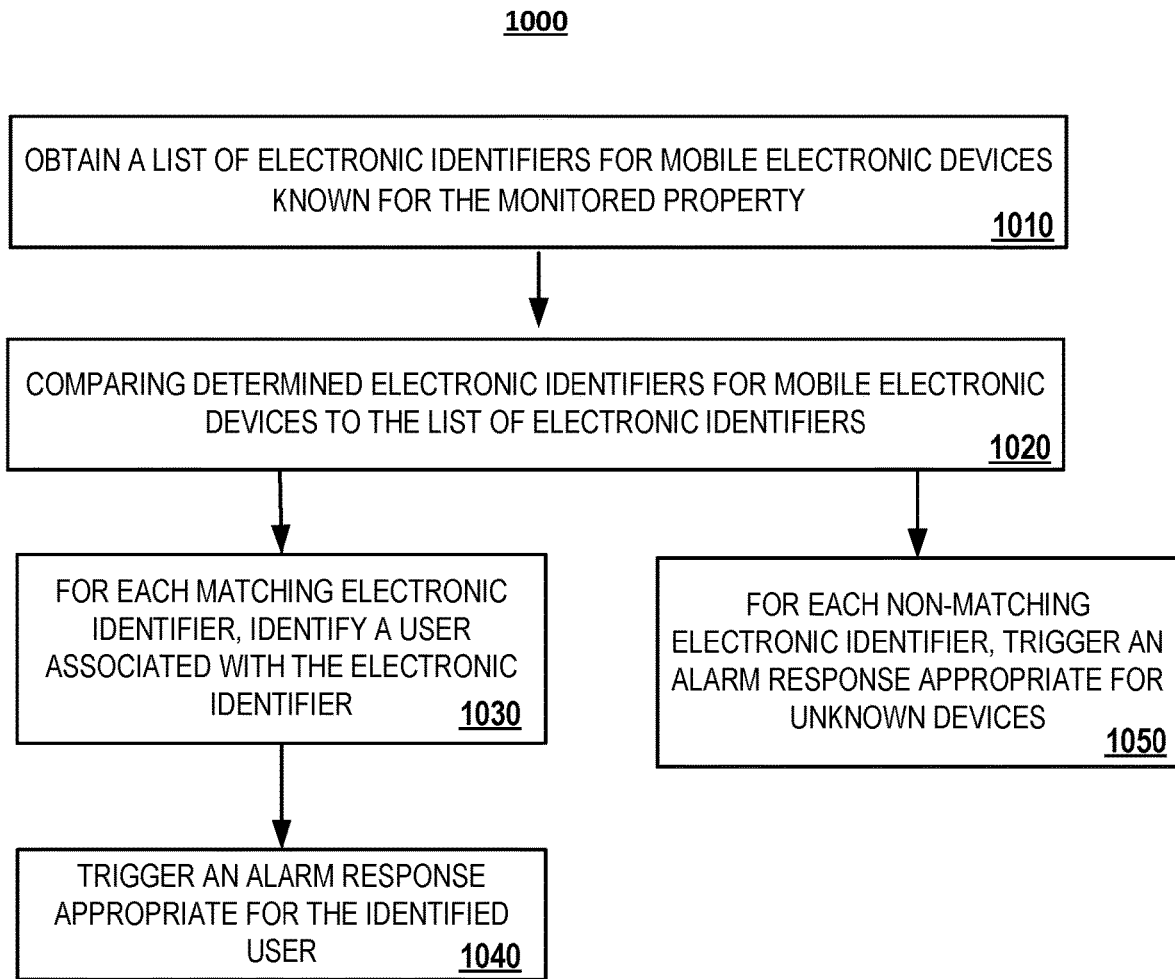 1000
OBTAIN A LIST OF ELECTRONIC IDENTIFIERS FOR MOBILE ELECTRONIC DEVICES
KNOWN FOR THE MONITORED PROPERTY
1010
COMPARING DETERMINED ELECTRONIC IDENTIFIERS FOR MOBILE ELECTRONIC
DEVICES TO THE LIST OF ELECTRONIC IDENTIFIERS
1020
FOR EACH MATCHING ELECTRONIC
IDENTIFIER, IDENTIFY A USER
ASSOCIATED WITH THE ELECTRONIC
IDENTIFIER
1030
FOR EACH NON-MATCHING
ELECTRONIC IDENTIFIER, TRIGGER AN
ALARM RESPONSE APPROPRIATE FOR
UNKNOWN DEVICES
1050
TRIGGER AN ALARM RESPONSE
APPROPRIATE FOR THE IDENTIFIED
USER
1040